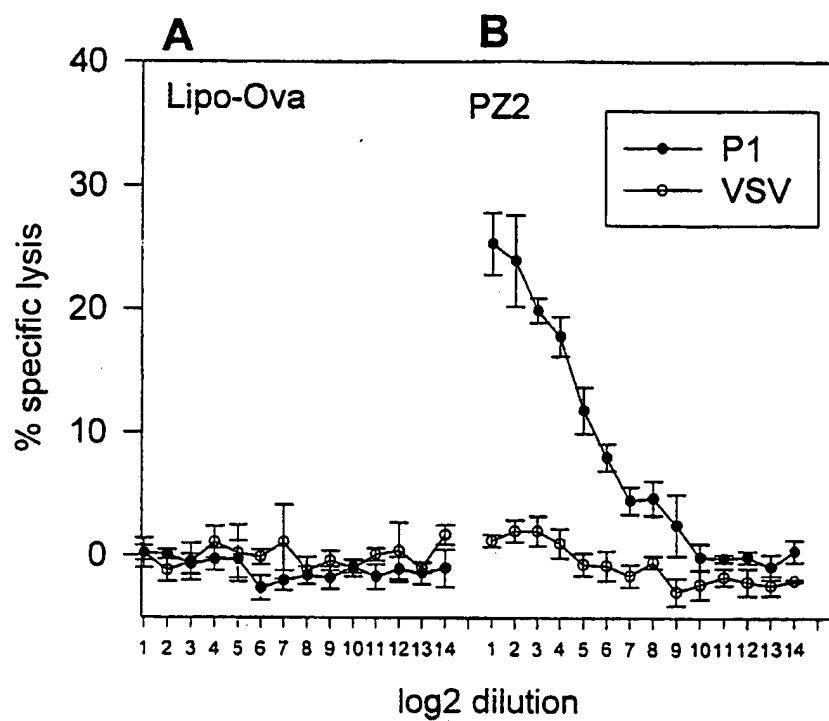 A B
40
Lipo-Ova PZ2
P1
VSV
30
20
10
0
% specific lysis
1 2 3 4 5 6 7 8 9 10 11 12 13 14 1 2 3 4 5 6 7 8 9 10 11 12 13 14
log2 dilution